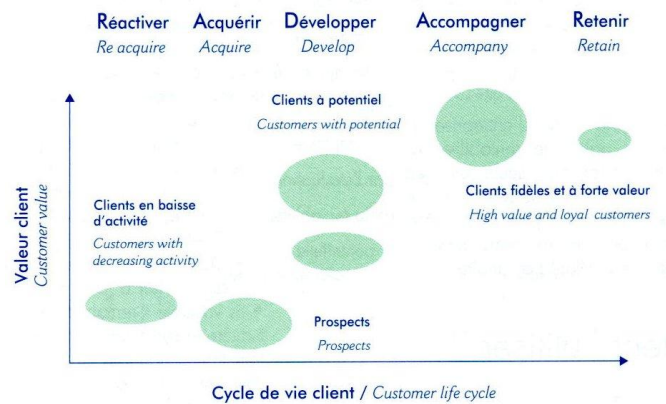 Réactiver Acquérir Développer Accompagner Retenir
Re acquire Acquire Develop Accompany Retain
Clients à potentiel
Customers with potential
Clients en baisse
d'activité
Customers with
decreasing activity
Clients fidèles et à forte valeur
High value and loyal customers
Prospects
Prospects
Valeur client
Customer value
Cycle de vie client / Customer life cycle